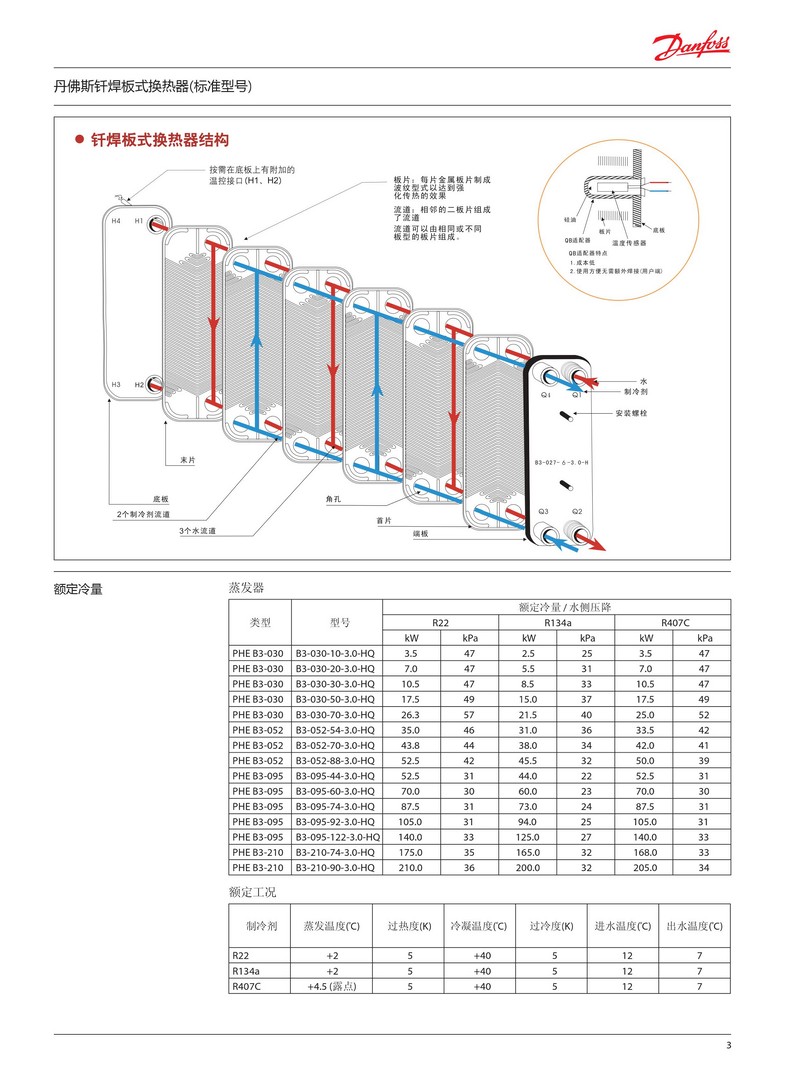 Danfoss
丹佛斯钎焊板式换热器(标准型号)
● 钎焊板式换热器结构
按需在底板上有附加的
温控接口(H1、H2)
板片：每片金属板片制成
波纹型式以达到强
化传热的效果
流道：相邻的二板片组成
了流道
流道可以由相同或不同
板型的板片组成。
硅油
板片
底板
QB适配器
温度传感器
QB适配器特点
1.成本低
2.使用方便无需额外焊接(用户端)
H4 H1
H3 H2
水
制冷剂
Q4 Q1
安装螺栓
B3-027-6-3.0-H
Q3 Q2
末片
底板
2个制冷剂流道
3个水流道
角孔
首片
端板
额定冷量
蒸发器
类型 型号 额定冷量 / 水侧压降
R22 R134a R407C
kW kPa kW kPa kW kPa
PHE B3-030 B3-030-10-3.0-HQ 3.5 47 2.5 25 3.5 47
PHE B3-030 B3-030-20-3.0-HQ 7.0 47 5.5 31 7.0 47
PHE B3-030 B3-030-30-3.0-HQ 10.5 47 8.5 33 10.5 47
PHE B3-030 B3-030-50-3.0-HQ 17.5 49 15.0 37 17.5 49
PHE B3-030 B3-030-70-3.0-HQ 26.3 57 21.5 40 25.0 52
PHE B3-052 B3-052-54-3.0-HQ 35.0 46 31.0 36 33.5 42
PHE B3-052 B3-052-70-3.0-HQ 43.8 44 38.0 34 42.0 41
PHE B3-052 B3-052-88-3.0-HQ 52.5 42 45.5 32 50.0 39
PHE B3-095 B3-095-44-3.0-HQ 52.5 31 44.0 22 52.5 31
PHE B3-095 B3-095-60-3.0-HQ 70.0 30 60.0 23 70.0 30
PHE B3-095 B3-095-74-3.0-HQ 87.5 31 73.0 24 87.5 31
PHE B3-095 B3-095-92-3.0-HQ 105.0 31 94.0 25 105.0 31
PHE B3-095 B3-095-122-3.0-HQ 140.0 33 125.0 27 140.0 33
PHE B3-210 B3-210-74-3.0-HQ 175.0 35 165.0 32 168.0 33
PHE B3-210 B3-210-90-3.0-HQ 210.0 36 200.0 32 205.0 34
额定工况
制冷剂 蒸发温度(℃) 过热度(K) 冷凝温度(℃) 过冷度(K) 进水温度(℃) 出水温度(℃)
R22 +2 5 +40 5 12 7
R134a +2 5 +40 5 12 7
R407C +4.5 (露点) 5 +40 5 12 7
3